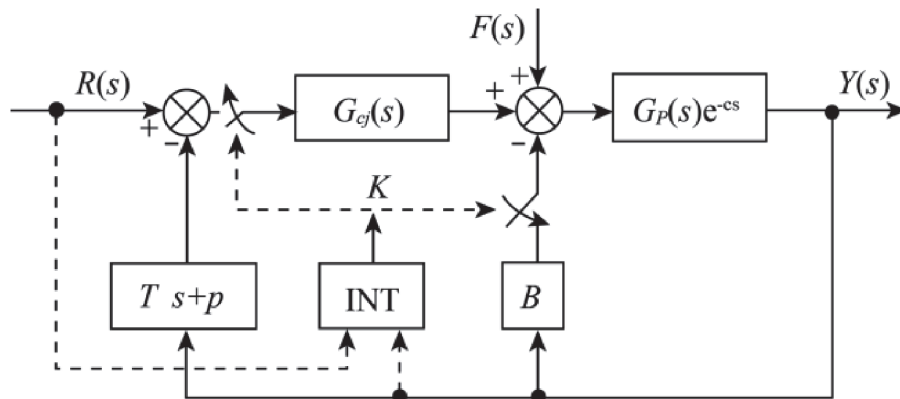 F(s)
R(s)
Y(s)
+
-
G_cj(s)
+
+
-
G_P(s)e^-cs
K
T s+p
INT
B